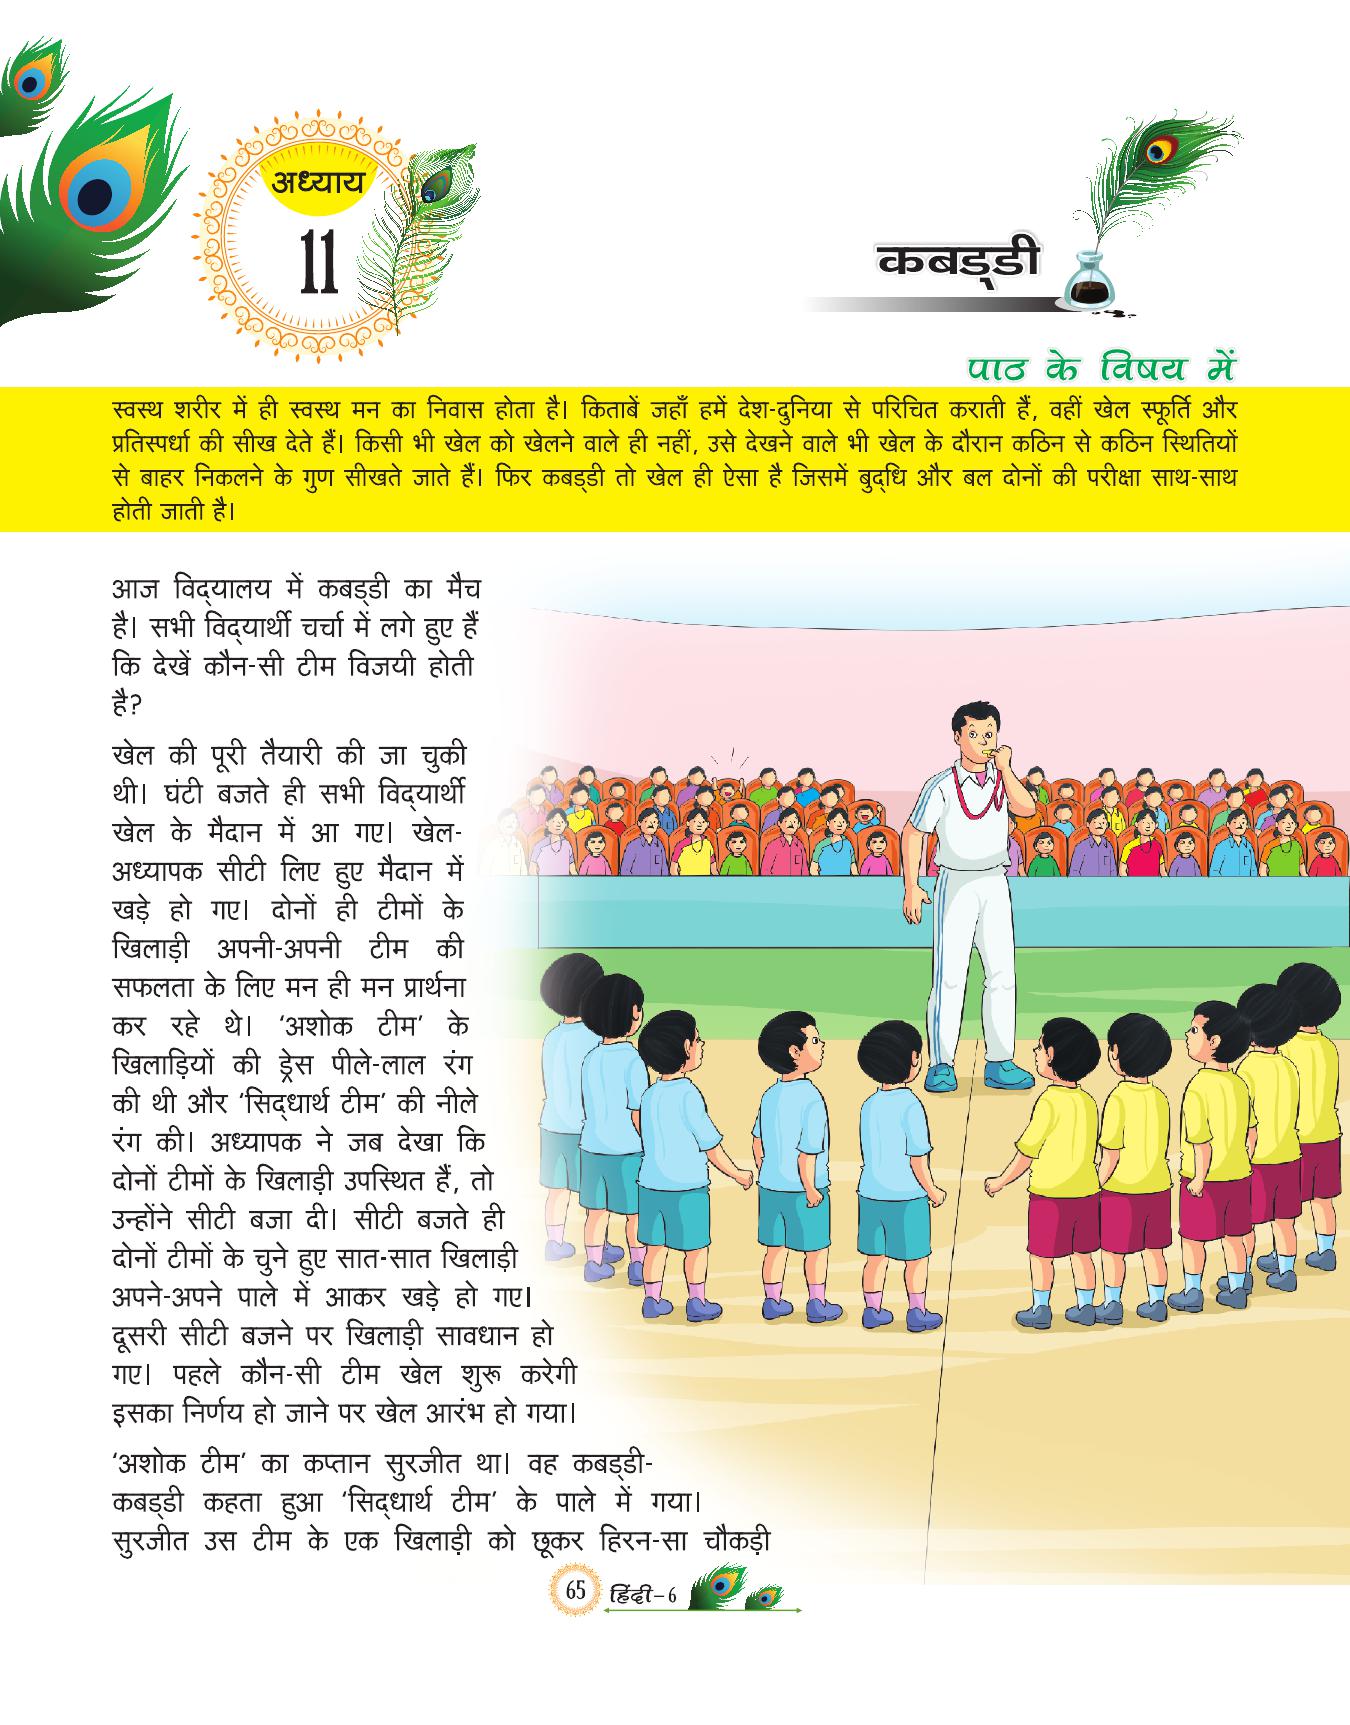 अध्याय
11
कबड्डी
पाठ के विषय में
स्वस्थ शरीर में ही स्वस्थ मन का निवास होता है। किताबें जहाँ हमें देश-दुनिया से परिचित कराती हैं, वहीं खेल स्फूर्ति और
प्रतिस्पर्धा की सीख देते हैं। किसी भी खेल को खेलने वाले ही नहीं, उसे देखने वाले भी खेल के दौरान कठिन से कठिन स्थितियों
से बाहर निकलने के गुण सीखते जाते हैं। फिर कबड्डी तो खेल ही ऐसा है जिसमें बुद्धि और बल दोनों की परीक्षा साथ-साथ
होती जाती है।
आज विद्यालय में कबड्डी का मैच
है। सभी विद्यार्थी चर्चा में लगे हुए हैं
कि देखें कौन-सी टीम विजयी होती
है?
खेल की पूरी तैयारी की जा चुकी
थी। घंटी बजते ही सभी विद्यार्थी
खेल के मैदान में आ गए। खेल-
अध्यापक सीटी लिए हुए मैदान में
खड़े हो गए। दोनों ही टीमों के
खिलाड़ी अपनी-अपनी टीम की
सफलता के लिए मन ही मन प्रार्थना
कर रहे थे। ‘अशोक टीम’ के
खिलाड़ियों की ड्रेस पीले-लाल रंग
की थी और ‘सिद्धार्थ टीम’ की नीले
रंग की। अध्यापक ने जब देखा कि
दोनों टीमों के खिलाड़ी उपस्थित हैं, तो
उन्होंने सीटी बजा दी। सीटी बजते ही
दोनों टीमों के चुने हुए सात-सात खिलाड़ी
अपने-अपने पाले में आकर खड़े हो गए।
दूसरी सीटी बजने पर खिलाड़ी सावधान हो
गए। पहले कौन-सी टीम खेल शुरू करेगी
इसका निर्णय हो जाने पर खेल आरंभ हो गया।
‘अशोक टीम’ का कप्तान सुरजीत था। वह कबड्डी-
कबड्डी कहता हुआ ‘सिद्धार्थ टीम’ के पाले में गया।
सुरजीत उस टीम के एक खिलाड़ी को छूकर हिरन-सा चौकड़ी
65 हिंदी–6